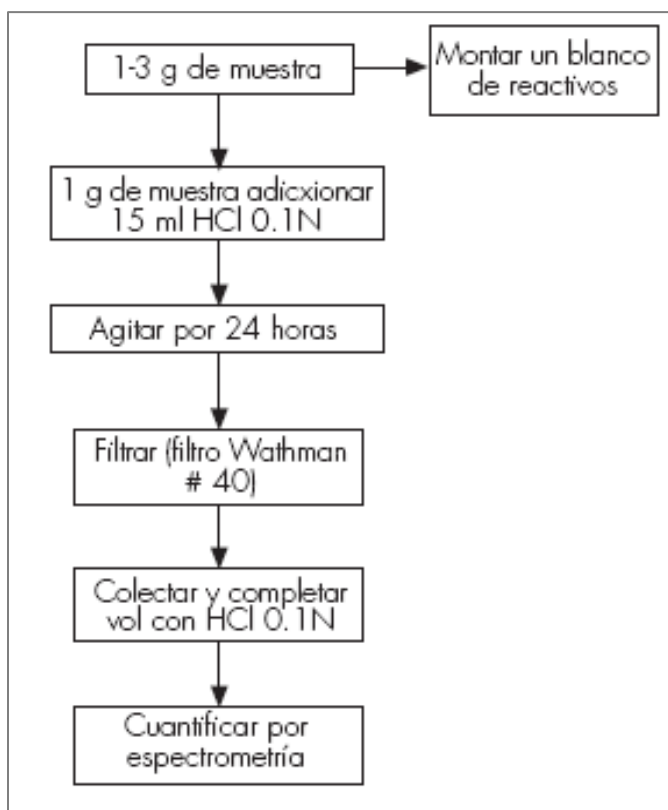 1-3 g de muestra
Montar un blanco
de reactivos
1 g de muestra adicxionar
15 ml HCl 0.1N
Agitar por 24 horas
Filtrar (filtro Wathman
# 40)
Colectar y completar
vol con HCl 0.1N
Cuantificar por
espectrometría